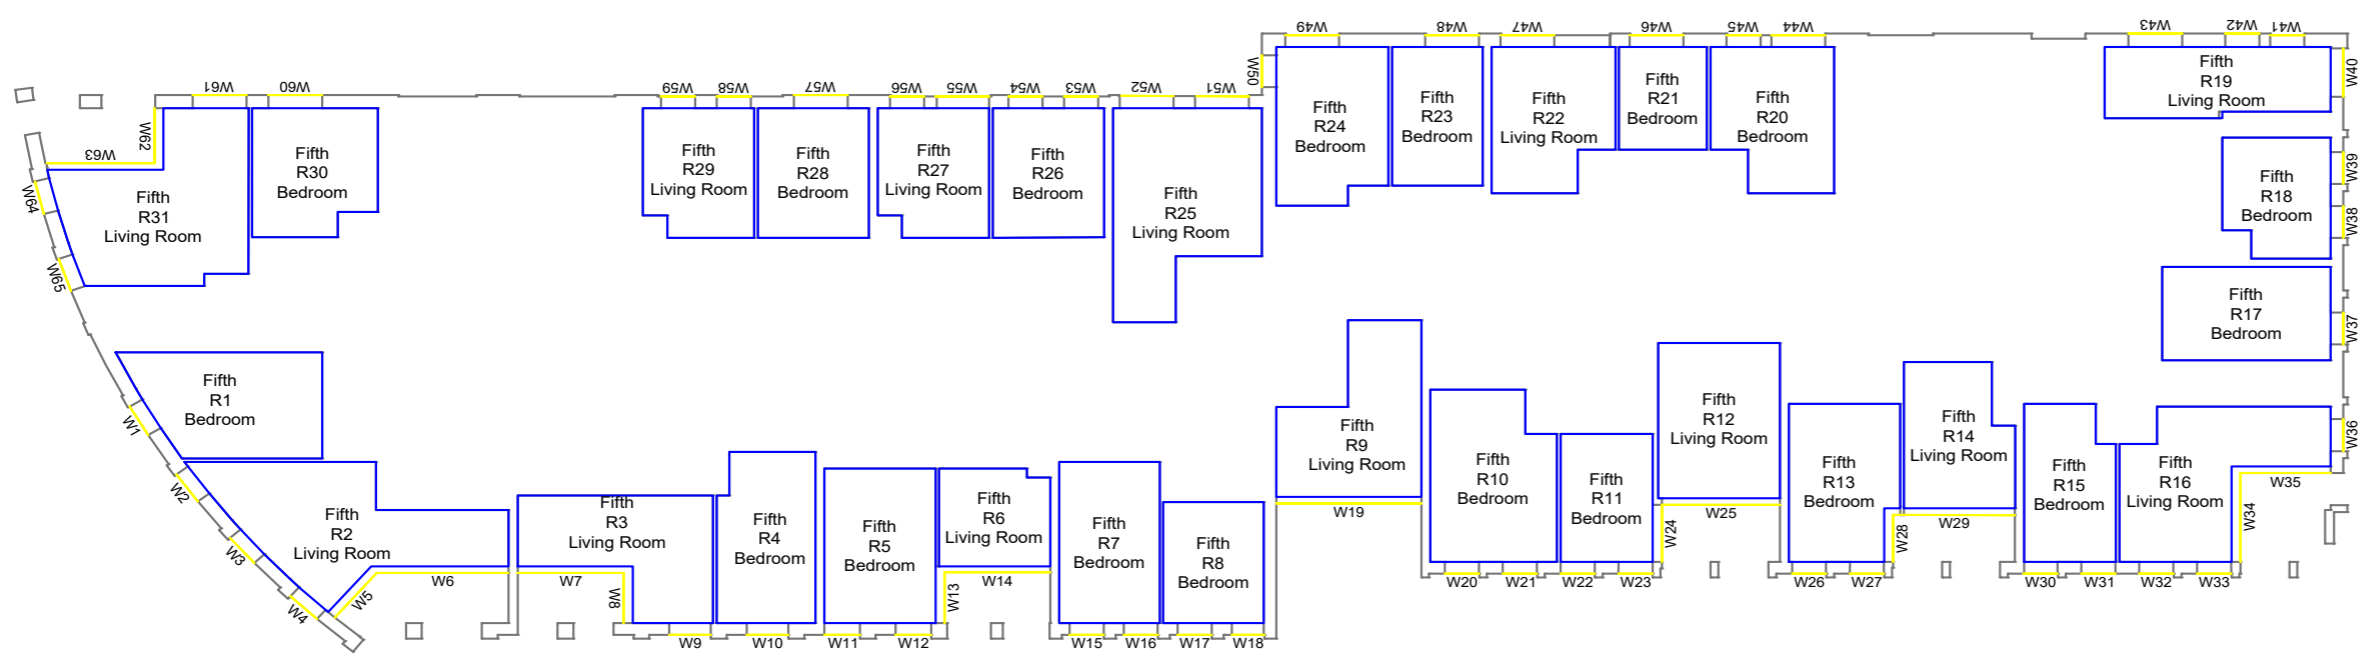 W49
W48
W47
W46
W45
W44
W43
W42
W41
W50
W40
W61
W60
W59
W58
W57
W56
W55
W54
W53
W52
W51
W62
W63
W64
W65
W39
W38
W37
W36
Fifth
R31
Living Room
Fifth
R30
Bedroom
Fifth
R29
Living Room
Fifth
R28
Bedroom
Fifth
R27
Living Room
Fifth
R26
Bedroom
Fifth
R25
Living Room
Fifth
R24
Bedroom
Fifth
R23
Bedroom
Fifth
R22
Living Room
Fifth
R21
Bedroom
Fifth
R20
Bedroom
Fifth
R19
Living Room
Fifth
R18
Bedroom
Fifth
R17
Bedroom
Fifth
R1
Bedroom
Fifth
R2
Living Room
Fifth
R3
Living Room
Fifth
R4
Bedroom
Fifth
R5
Bedroom
Fifth
R6
Living Room
Fifth
R7
Bedroom
Fifth
R8
Bedroom
Fifth
R9
Living Room
Fifth
R10
Bedroom
Fifth
R11
Bedroom
Fifth
R12
Living Room
Fifth
R13
Bedroom
Fifth
R14
Living Room
Fifth
R15
Bedroom
Fifth
R16
Living Room
W1
W2
W3
W4
W5
W6
W7
W8
W9
W10
W11
W12
W13
W14
W15
W16
W17
W18
W19
W20
W21
W22
W23
W24
W25
W26
W27
W28
W29
W30
W31
W32
W33
W34
W35